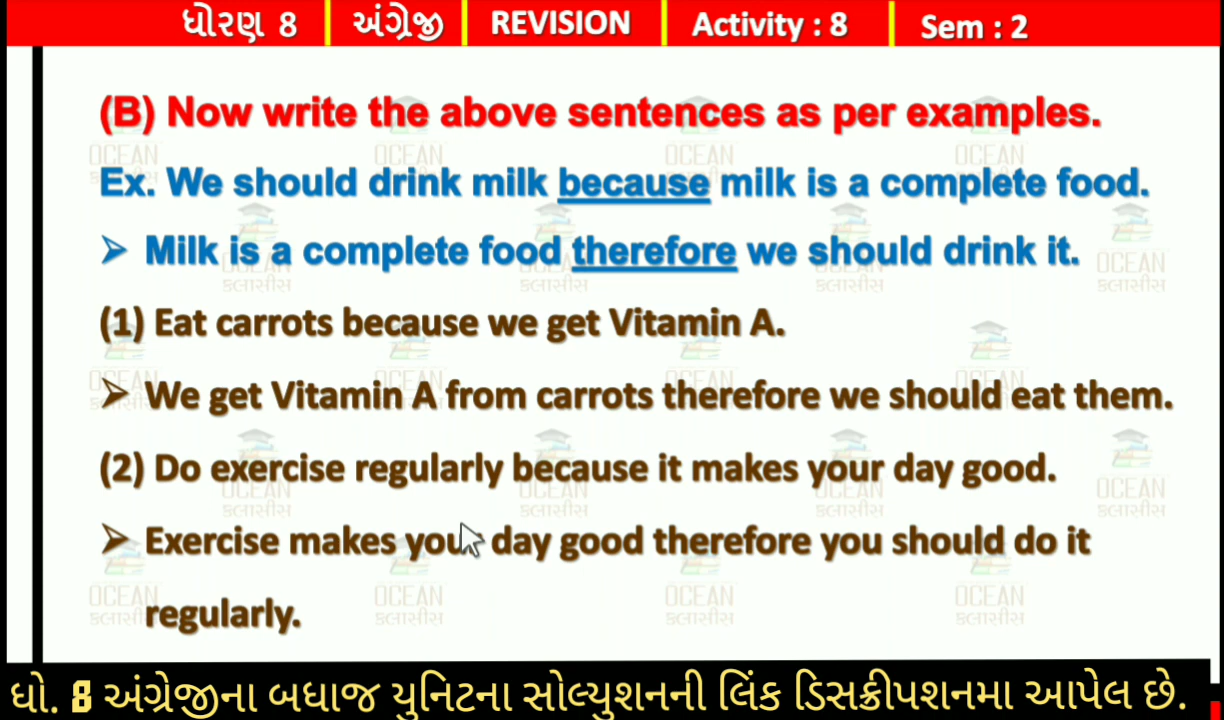 ધોરણ 8 અંગ્રેજી REVISION Activity : 8 Sem : 2
(B) Now write the above sentences as per examples.
Ex. We should drink milk because milk is a complete food.
➢ Milk is a complete food therefore we should drink it.
(1) Eat carrots because we get Vitamin A.
➢ We get Vitamin A from carrots therefore we should eat them.
(2) Do exercise regularly because it makes your day good.
➢ Exercise makes your day good therefore you should do it
regularly.
OCEAN
ક્લાસીસ
ધો. 8 અંગ્રેજીના બધાજ યુનિટના સોલ્યુશનની લિંક ડિસક્રીપશનમા આપેલ છે.